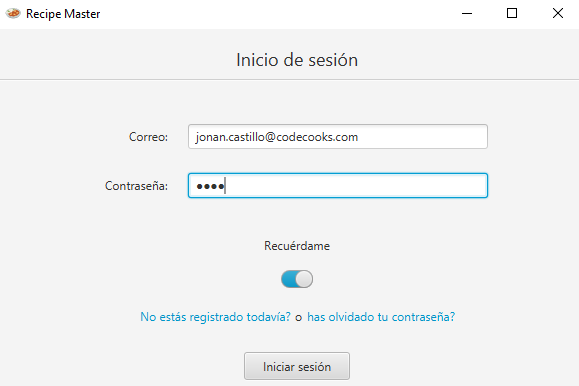 Recipe Master
Inicio de sesión
Correo: jonan.castillo@codecooks.com
Contraseña: ●●●●
Recuérdame
No estás registrado todavía? o has olvidado tu contraseña?
Iniciar sesión